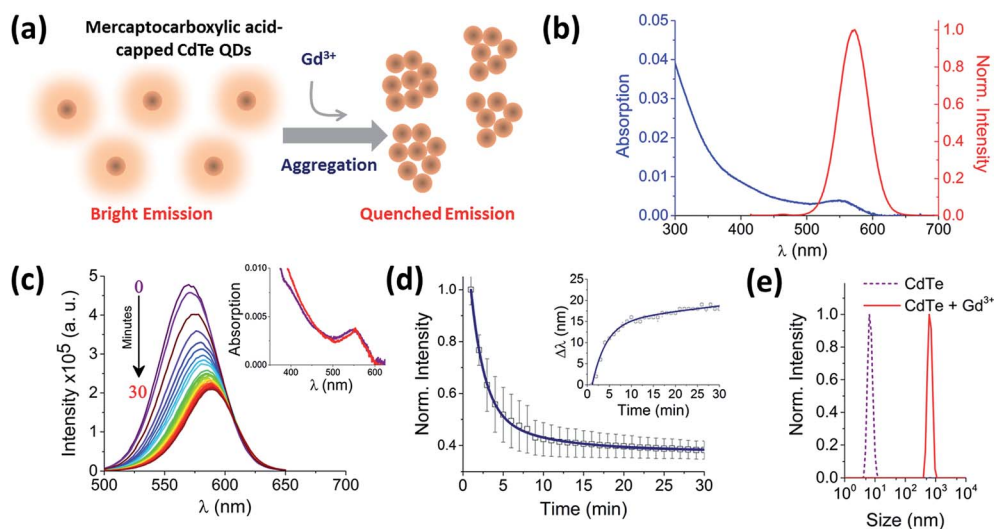 (a)
Mercaptocarboxylic acid-
capped CdTe QDs
Gd³⁺
Aggregation
Bright Emission
Quenched Emission
(b)
0.05
0.04
0.03
0.02
0.01
0.00
Absorption
300
400
500
600
700
λ (nm)
1.0
0.8
0.6
0.4
0.2
0.0
Norm. Intensity
(c)
5
4
3
2
1
0
Intensity x10⁵ (a. u.)
500
550
600
650
700
λ (nm)
0
Minutes
30
0.010
0.005
0.000
Absorption
400
500
600
λ (nm)
(d)
1.0
0.8
0.6
0.4
Norm. Intensity
0
5
10
15
20
25
30
Time (min)
25
20
15
10
5
0
Δλ (nm)
0
10
20
30
Time (min)
(e)
CdTe
CdTe + Gd³⁺
1.0
0.8
0.6
0.4
0.2
0.0
Norm. Intensity
10⁰
10¹
10²
10³
10⁴
Size (nm)